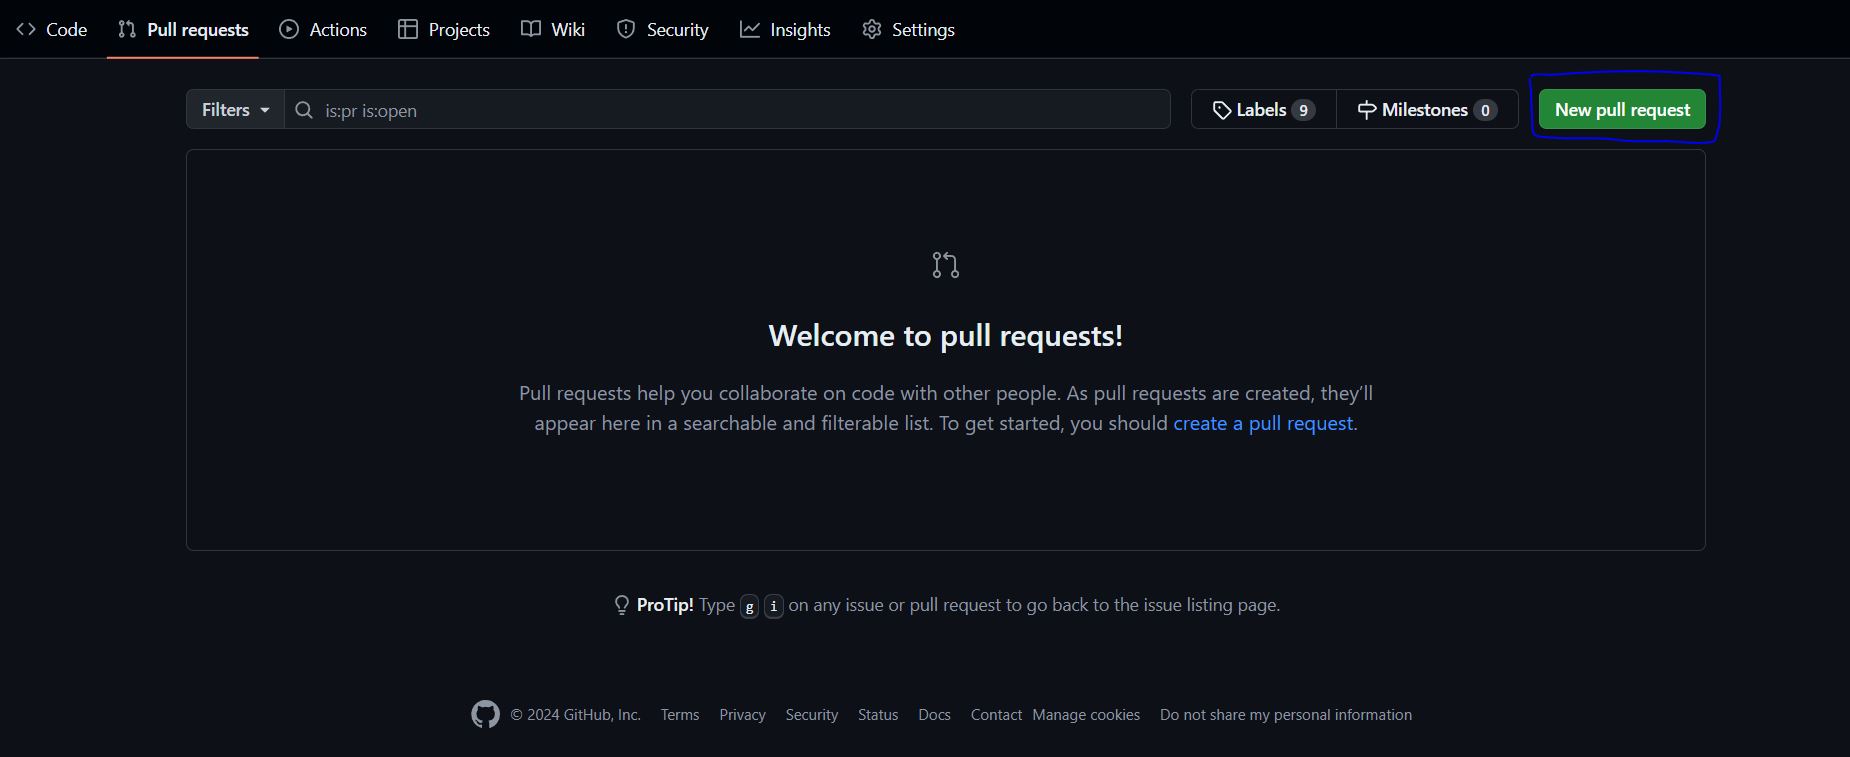 Code Pull requests Actions Projects Wiki Security Insights Settings
Filters is:pr is:open Labels 9 Milestones 0 New pull request
Welcome to pull requests!
Pull requests help you collaborate on code with other people. As pull requests are created, they’ll
appear here in a searchable and filterable list. To get started, you should create a pull request.
ProTip! Type g i on any issue or pull request to go back to the issue listing page.
© 2024 GitHub, Inc. Terms Privacy Security Status Docs Contact Manage cookies Do not share my personal information